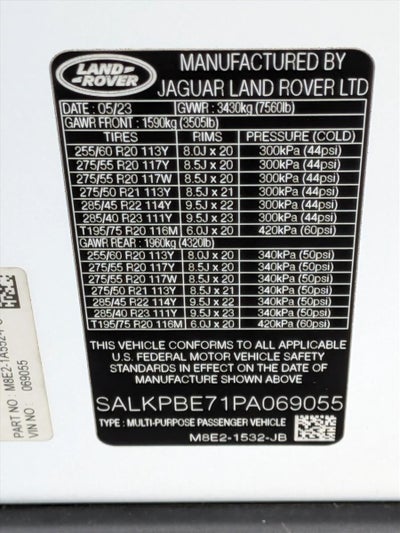 LAND ROVER
MANUFACTURED BY
JAGUAR LAND ROVER LTD
DATE : 05/23 GVWR : 3430kg (7560lb)
GAWR FRONT : 1590kg (3505lb)
TIRES RIMS PRESSURE (COLD)
255/60 R20 113Y 8.0J x 20 300kPa (44psi)
275/55 R20 117Y 8.5J x 20 300kPa (44psi)
275/55 R20 117W 8.5J x 20 300kPa (44psi)
275/50 R21 113Y 8.5J x 21 300kPa (44psi)
285/45 R22 114Y 9.5J x 22 300kPa (44psi)
285/40 R23 111Y 9.5J x 23 300kPa (44psi)
T195/75 R20 116M 6.0J x 20 420kPa (60psi)
GAWR REAR : 1960kg (4320lb)
255/60 R20 113Y 8.0J x 20 340kPa (50psi)
275/55 R20 117Y 8.5J x 20 340kPa (50psi)
275/55 R20 117W 8.5J x 20 340kPa (50psi)
275/50 R21 113Y 8.5J x 21 340kPa (50psi)
285/45 R22 114Y 9.5J x 22 340kPa (50psi)
285/40 R23 111Y 9.5J x 23 340kPa (50psi)
T195/75 R20 116M 6.0J x 20 420kPa (60psi)
THIS VEHICLE CONFORMS TO ALL APPLICABLE
U.S. FEDERAL MOTOR VEHICLE SAFETY
STANDARDS IN EFFECT ON THE DATE OF
MANUFACTURE SHOWN ABOVE
SALKPBE71PA069055
TYPE : MULTI-PURPOSE PASSENGER VEHICLE
M8E2-1532-JB
PART NO :
VIN NO : 069055